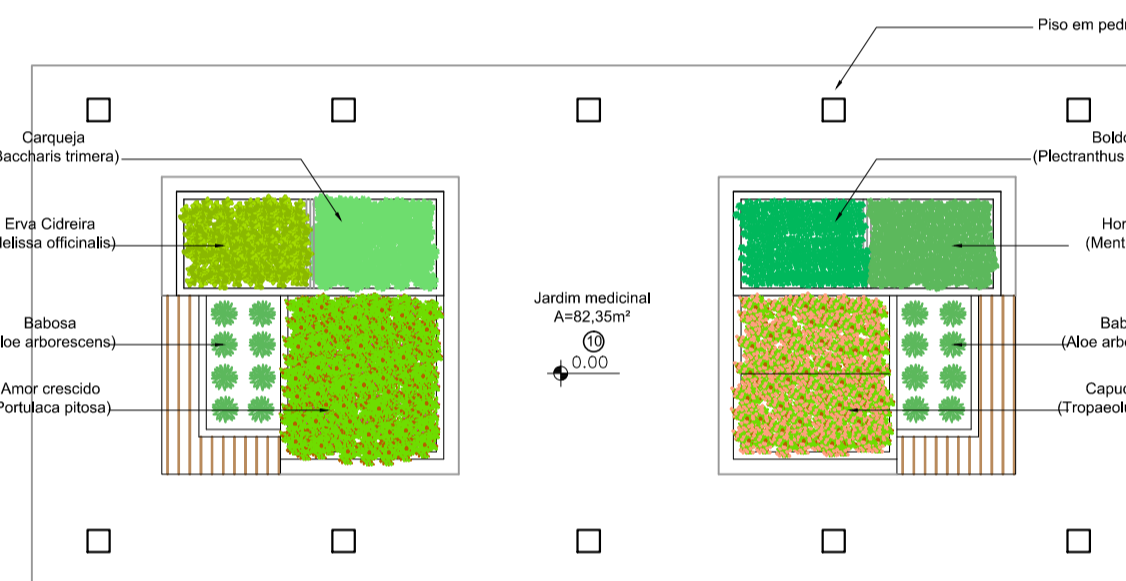 Piso em pedr
Carqeja
Baccharis trimera)
Erva Cidreira
elissa officinalis)
Babosa
loe arborescens)
Amor crescido
Portulaca pitosa)
Jardim medicinal
A=82,35m²
10
0.00
Boldo
(Plectranthus
Hor
(Ment
Bab
(Aloe arbo
Capuc
(Tropaeolu